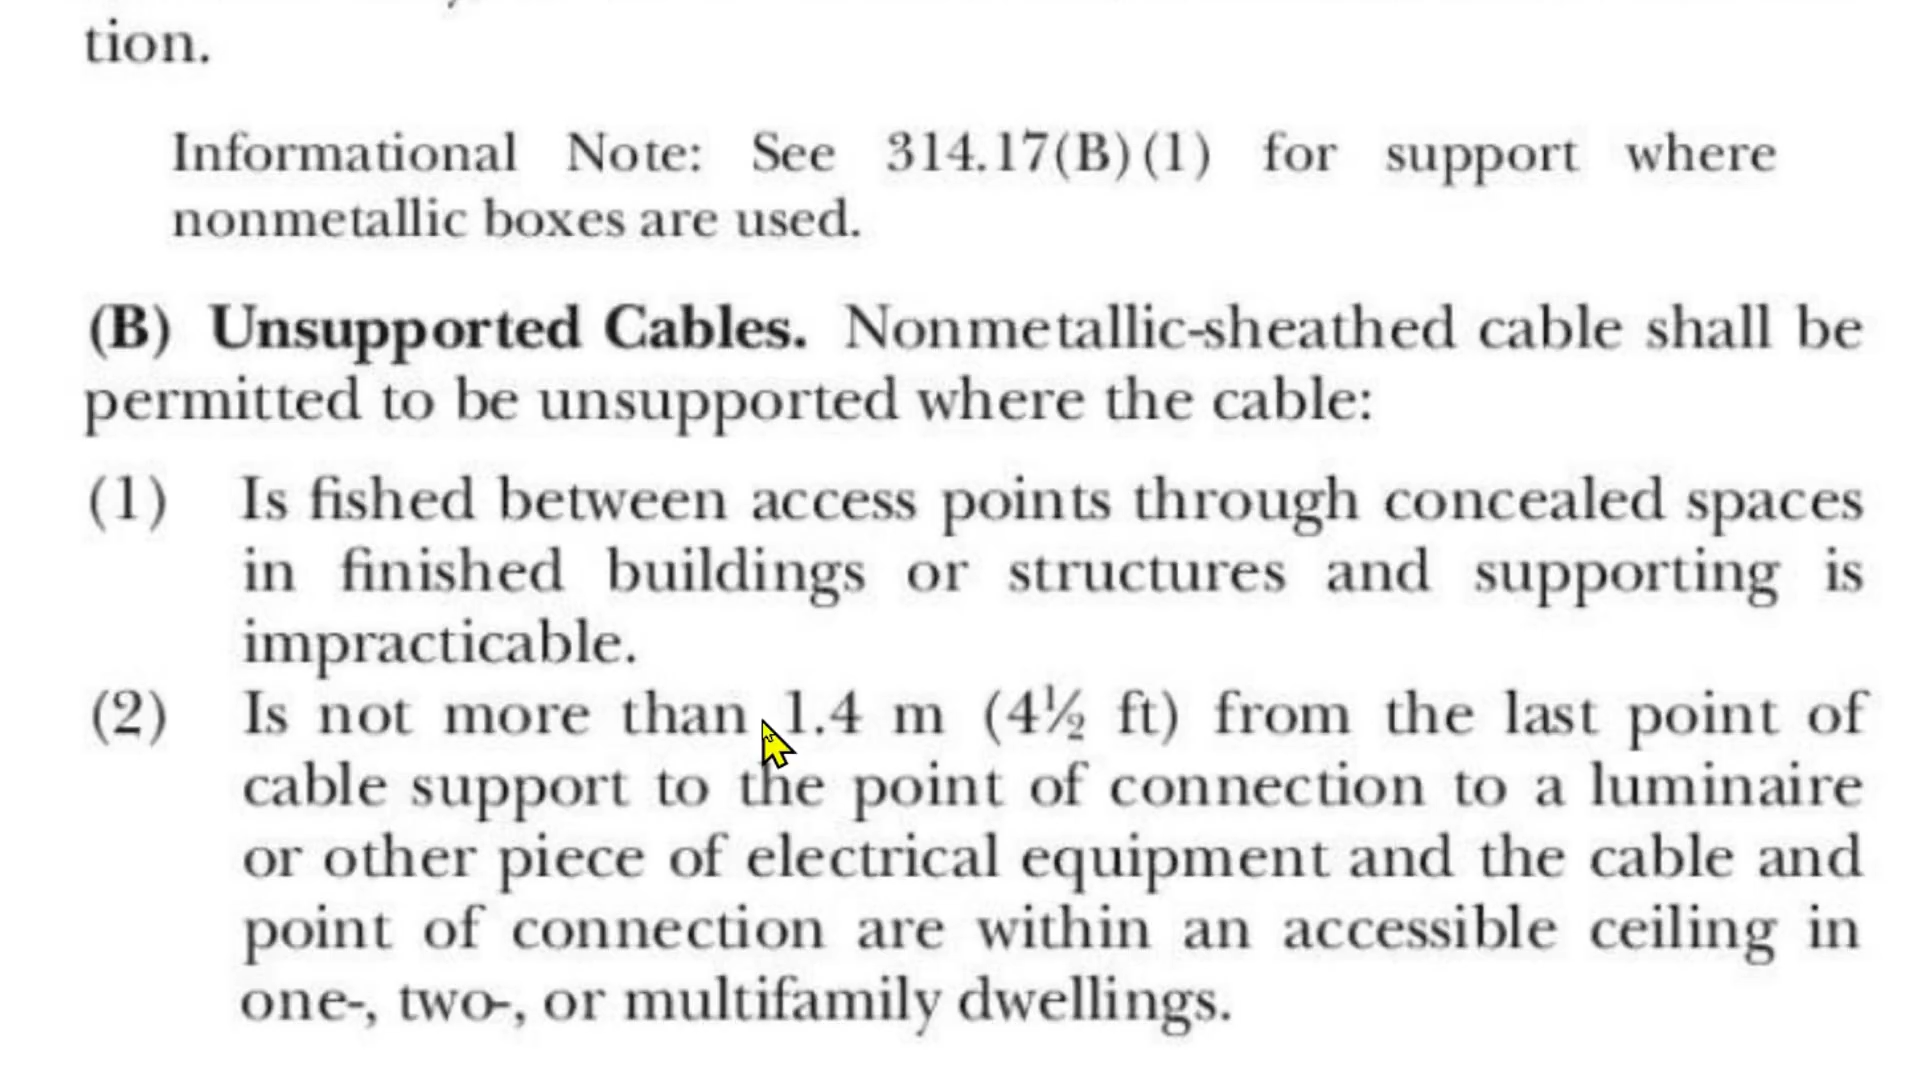 tion.
Informational Note: See 314.17(B)(1) for support where
nonmetallic boxes are used.
(B) Unsupported Cables. Nonmetallic-sheathed cable shall be
permitted to be unsupported where the cable:
(1) Is fished between access points through concealed spaces
in finished buildings or structures and supporting is
impracticable.
(2) Is not more than 1.4 m (4½ ft) from the last point of
cable support to the point of connection to a luminaire
or other piece of electrical equipment and the cable and
point of connection are within an accessible ceiling in
one-, two-, or multifamily dwellings.